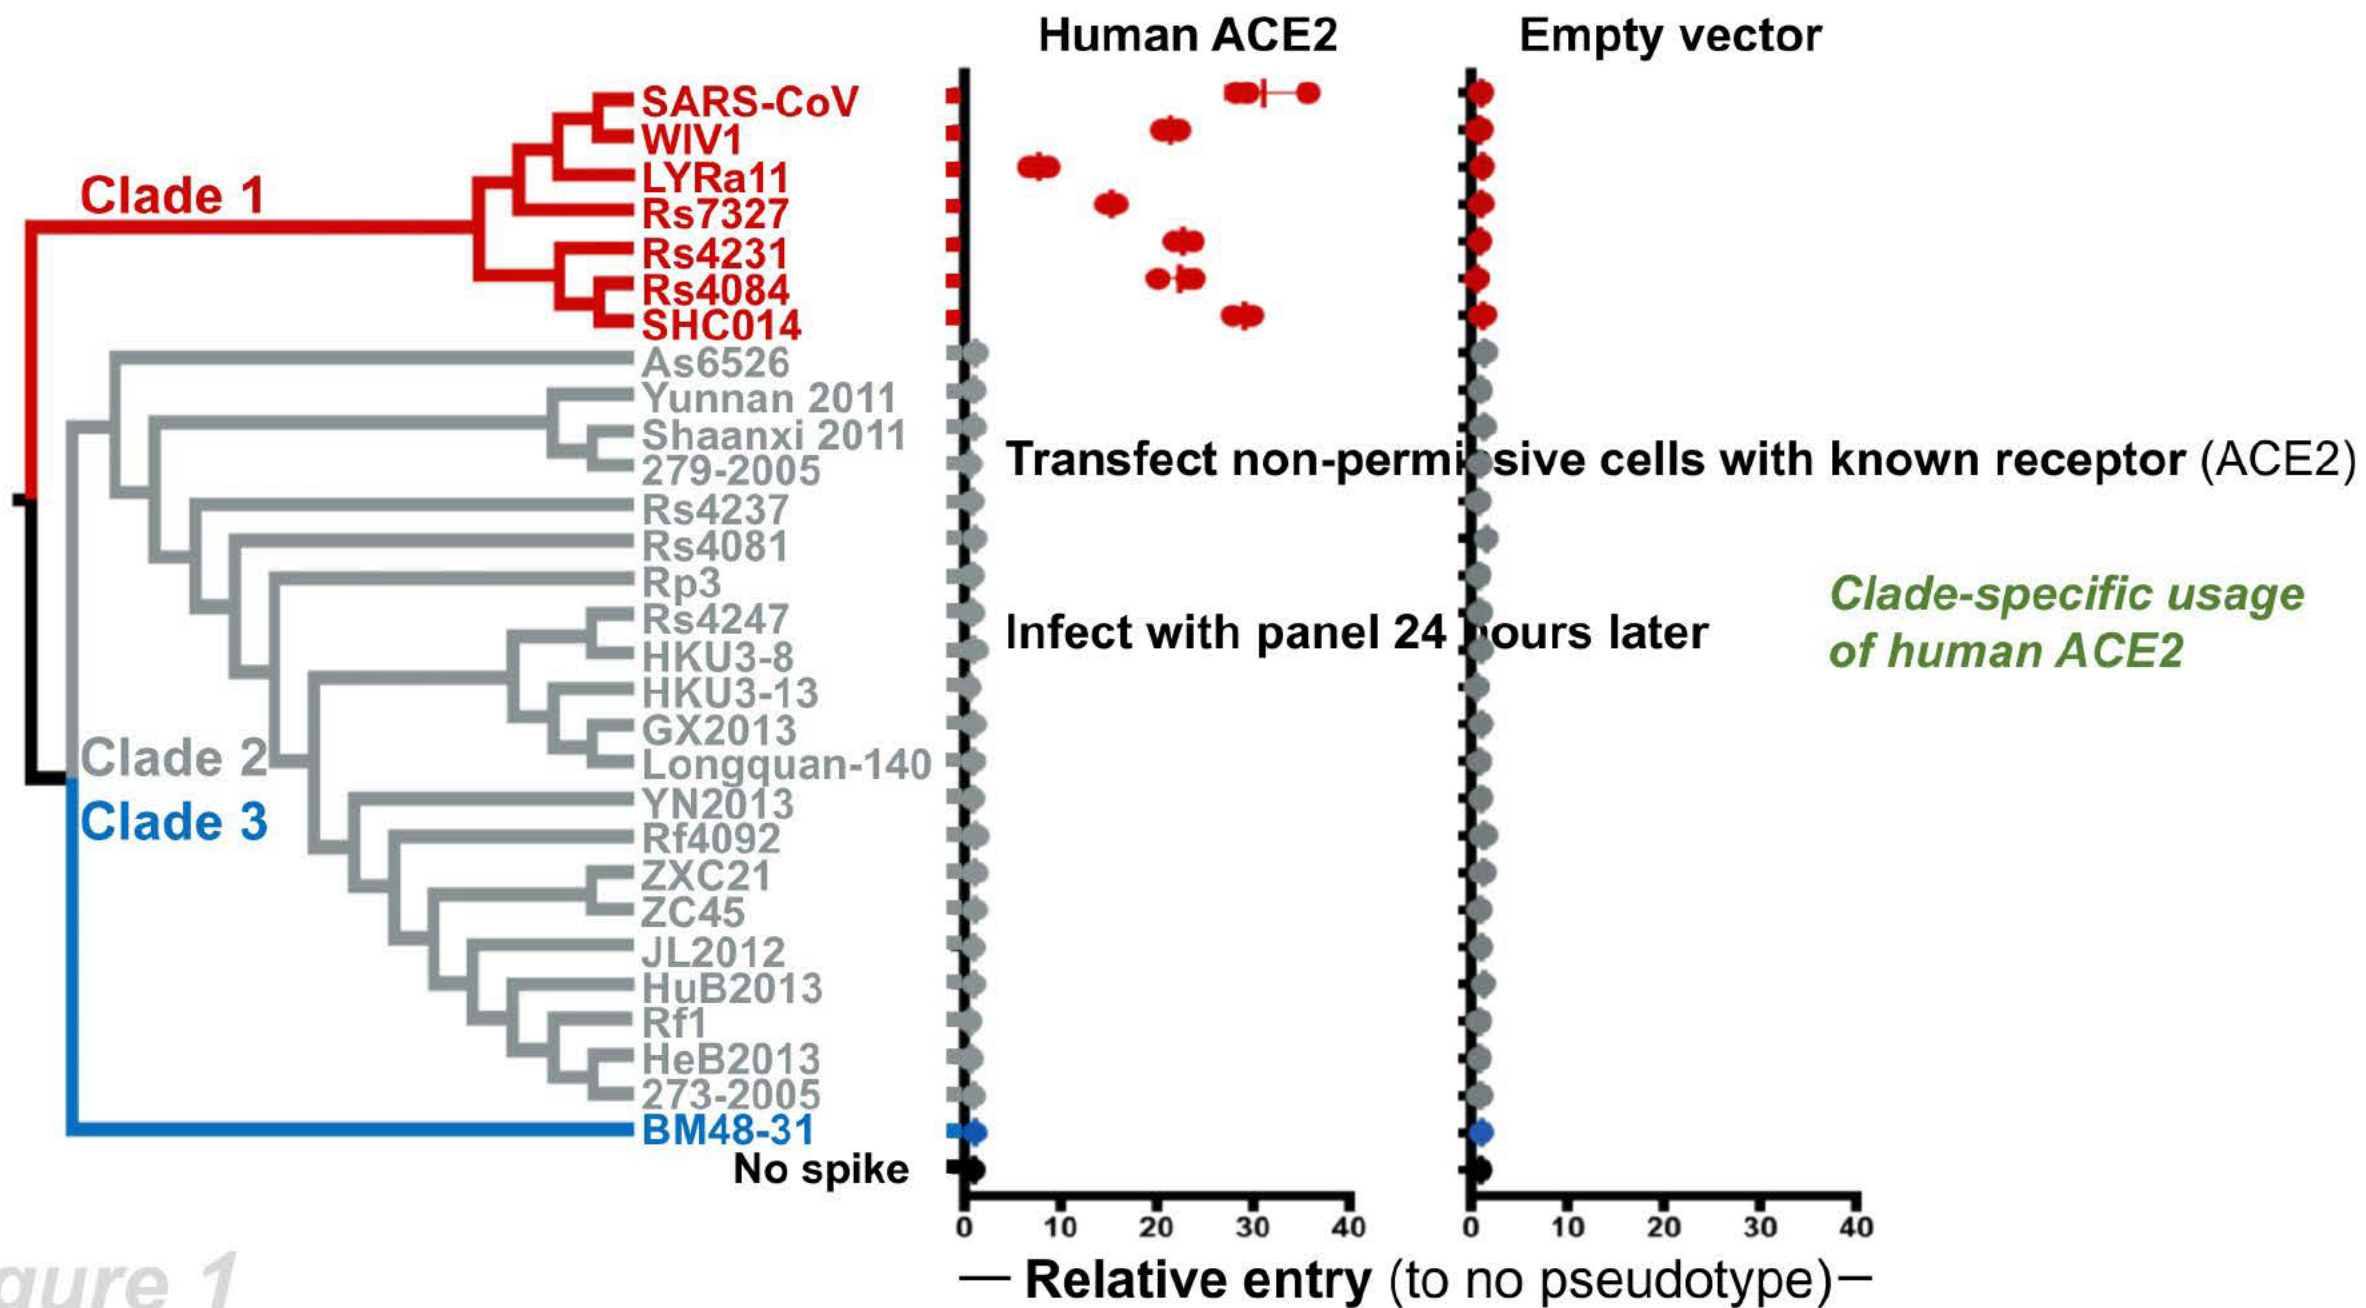 Human ACE2
Empty vector
SARS-CoV
WIV1
LYRa11
Clade 1
Rs7327
Rs4231
Rs4084
SHC014
As6526
Yunnan 2011
Shaanxi 2011
279-2005
Transfect non-permissive cells with known receptor (ACE2)
Rs4237
Rs4081
Rp3
Clade-specific usage
of human ACE2
Rs4247
Infect with panel 24 hours later
HKU3-8
HKU3-13
GX2013
Clade 2
Longquan-140
YN2013
Clade 3
Rf4092
ZXC21
ZC45
JL2012
HuB2013
Rf1
HeB2013
273-2005
BM48-31
No spike
0 10 20 30 40
0 10 20 30 40
— Relative entry (to no pseudotype) —
gure 1